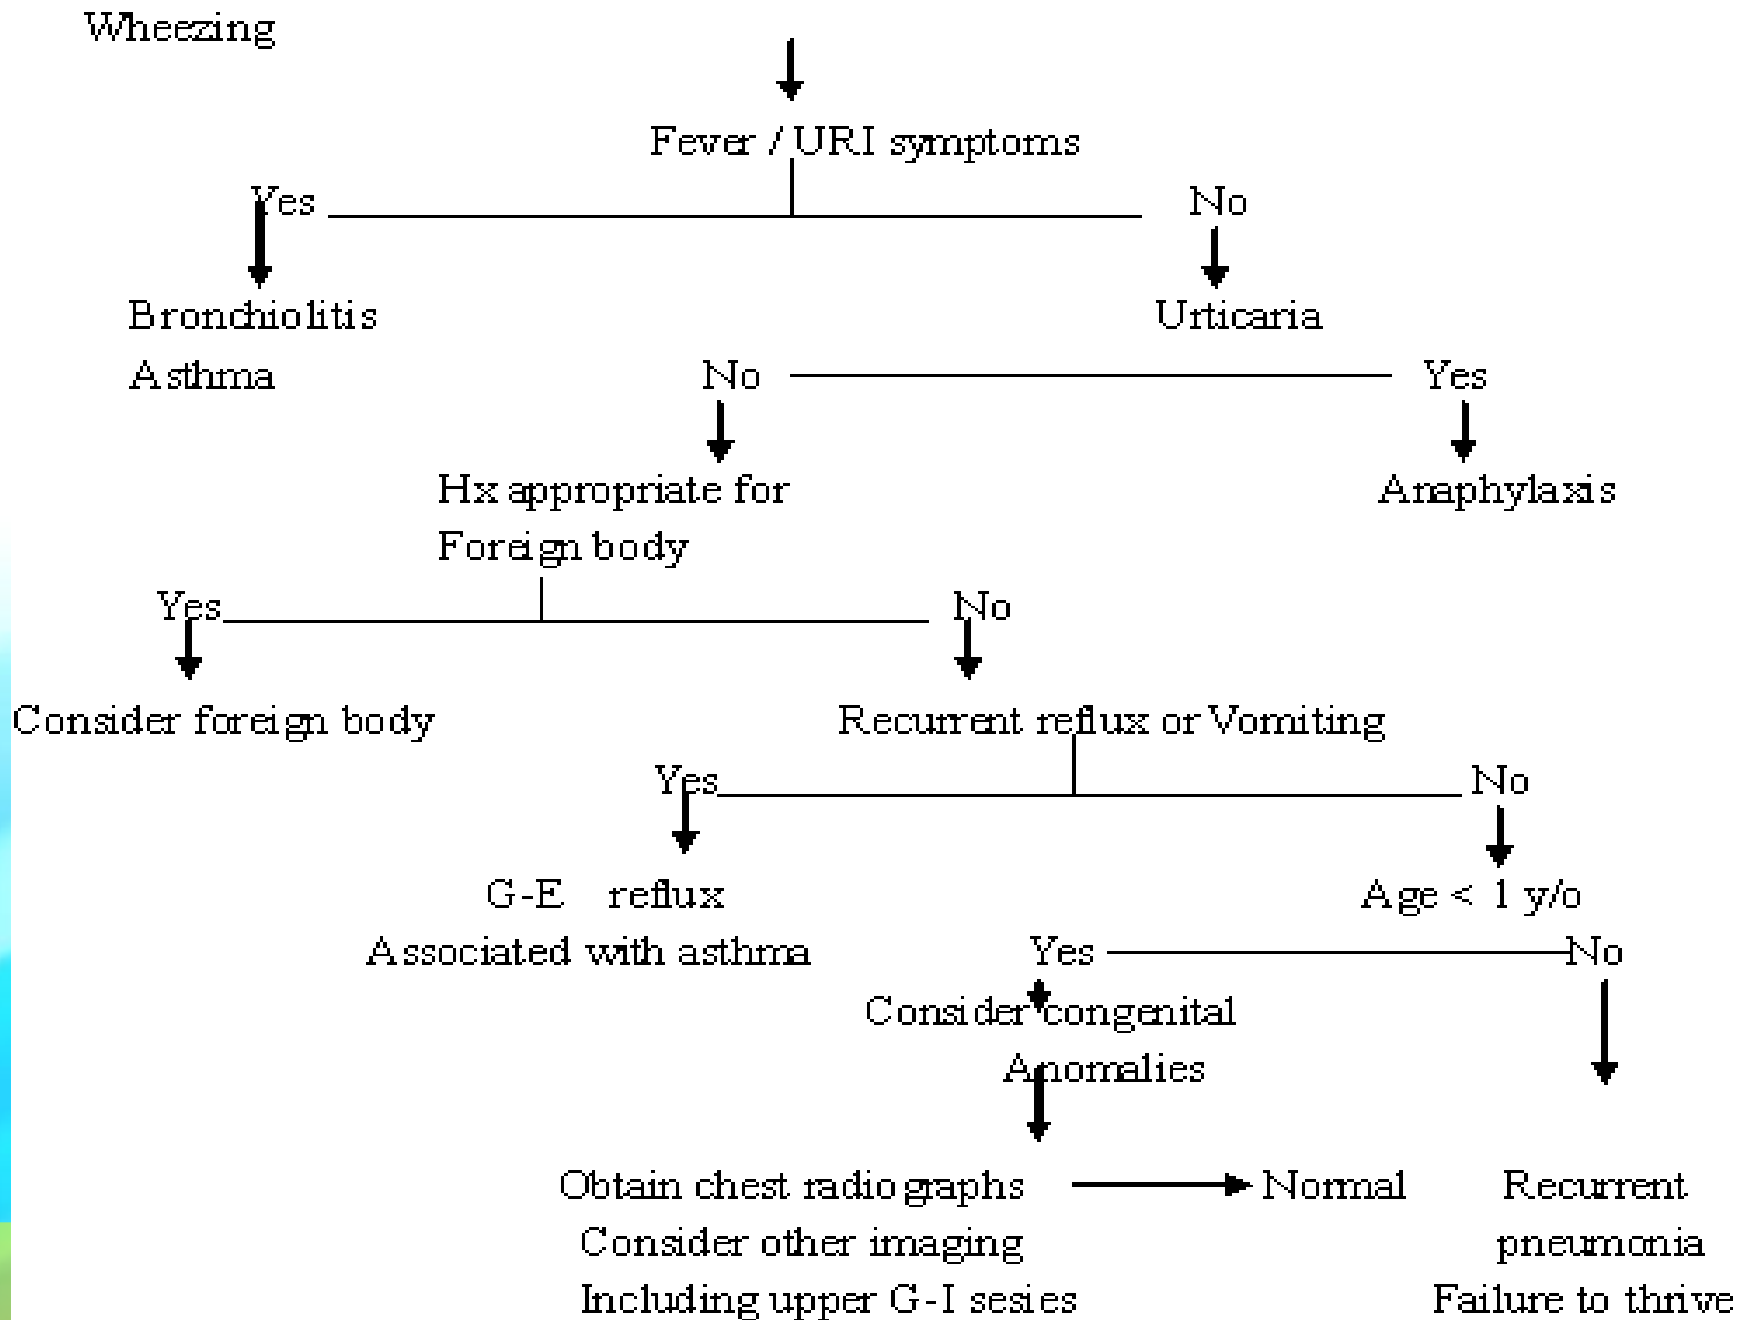 Wheezing
Fever / URI symptoms
Yes No
Bronchiolitis Urticaria
Asthma No Yes
Hx appropriate for Anaphylaxis
Foreign body
Yes No
Consider foreign body Recurrent reflux or Vomiting
Yes No
G-E reflux Age < 1 y/o
Associated with asthma Yes No
Consider congenital
Anomalies
Obtain chest radiographs Normal Recurrent
Consider other imaging pneumonia
Including upper G-I sesies Failure to thrive